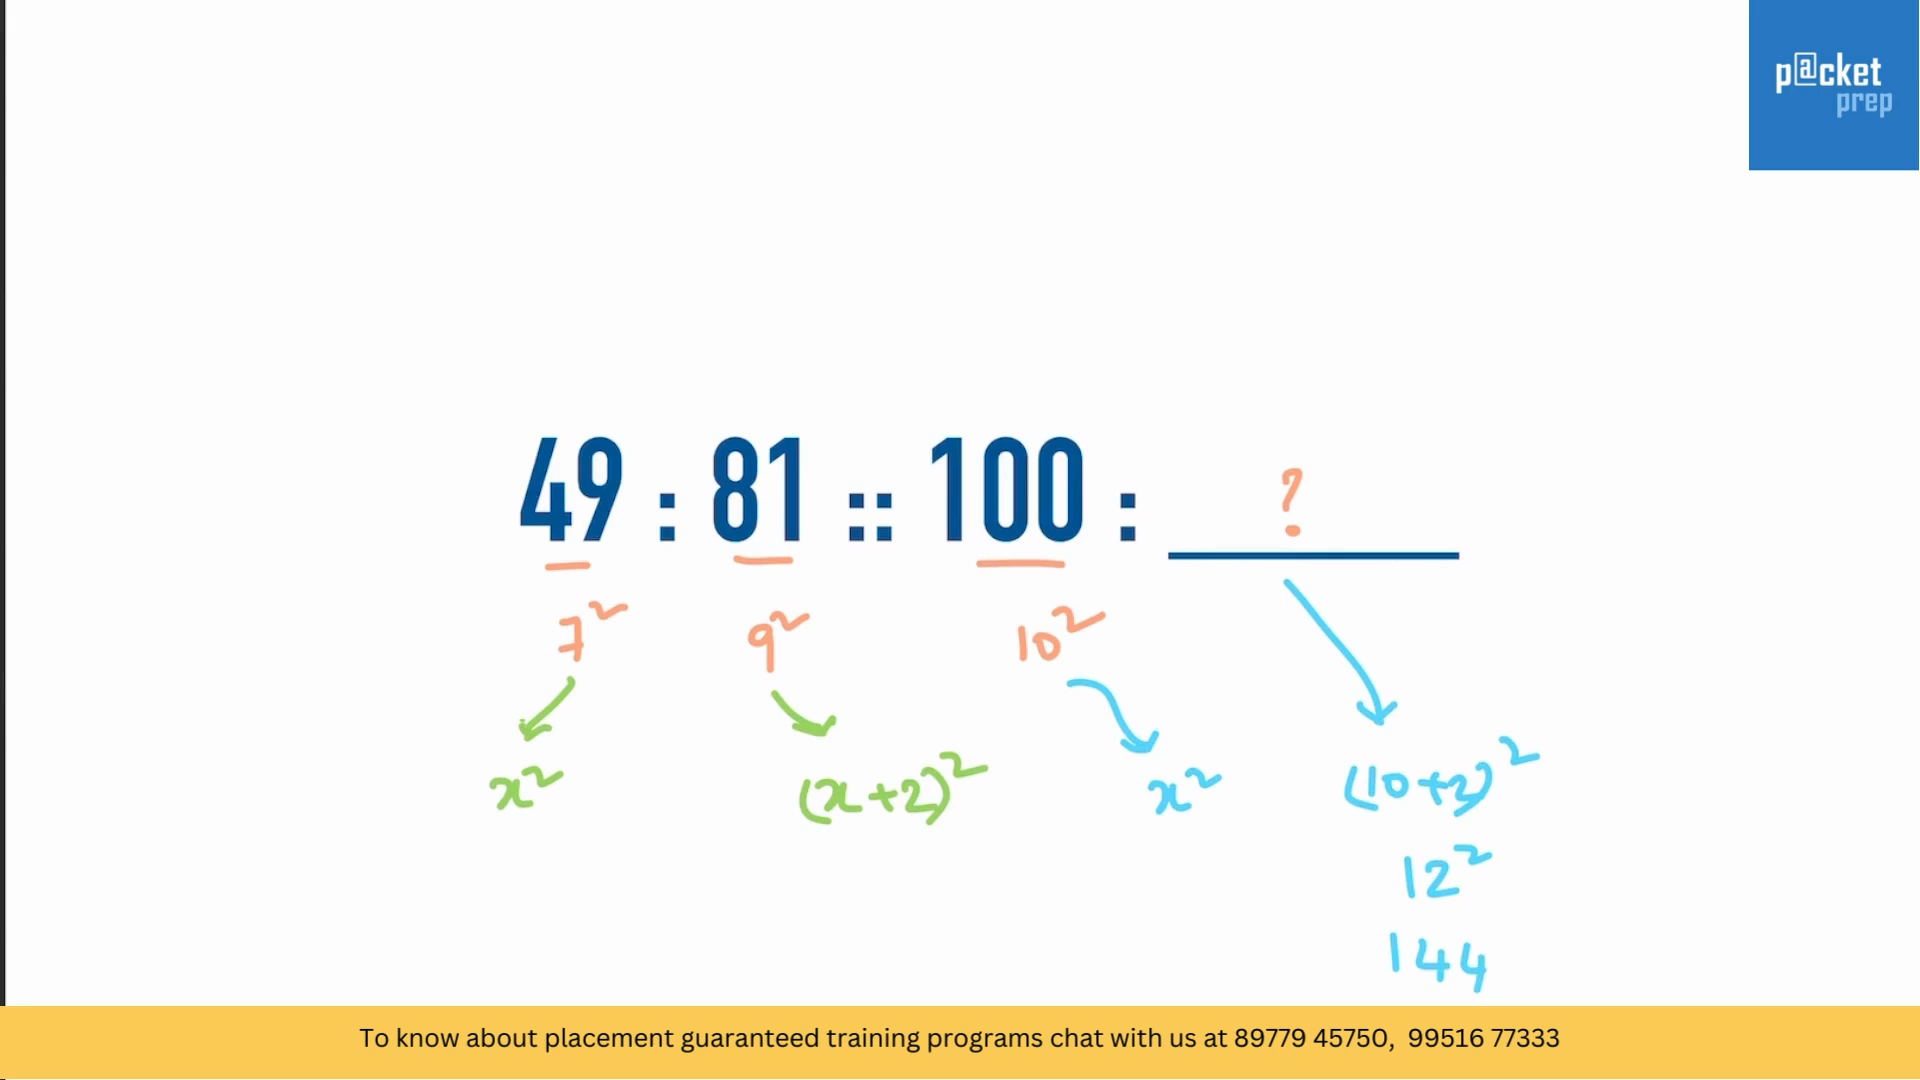 p@cket
prep
49 : 81 :: 100 : ?
7² 9² 10²
x² (x+2)² x² (10+2)²
12²
144
To know about placement guaranteed training programs chat with us at 89779 45750, 99516 77333